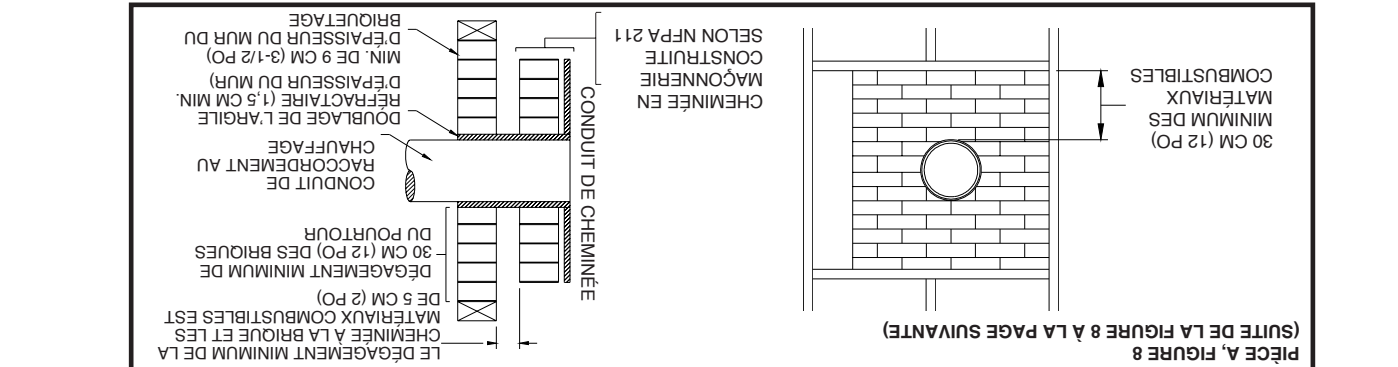 PIÈCE A, FIGURE 8
(SUITE DE LA FIGURE 8 À LA PAGE SUIVANTE)
LE DÉGAGEMENT MINIMUM DE LA
CHEMINÉE À LA BRIQUE ET LES
MATÉRIAUX COMBUSTIBLES EST
DE 5 CM (2 PO)
DÉGAGEMENT MINIMUM DE
30 CM (12 PO) DES BRIQUES
DU POURTOUR
CONDUIT DE
RACCORDEMENT AU
CHAUFFAGE
DOUBLAGE DE L'ARGILE
RÉFRACTAIRE (1,5 CM MIN.
D'ÉPAISSEUR DU MUR)
MIN. DE 9 CM (3-1/2 PO)
D'ÉPAISSEUR DU MUR DU
BRIQUETAGE
CONDUIT DE CHEMINÉE
30 CM (12 PO)
MINIMUM DES
MATÉRIAUX
COMBUSTIBLES
CHEMINÉE EN
MAÇONNERIE
CONSTRUITE
SELON NFPA 211